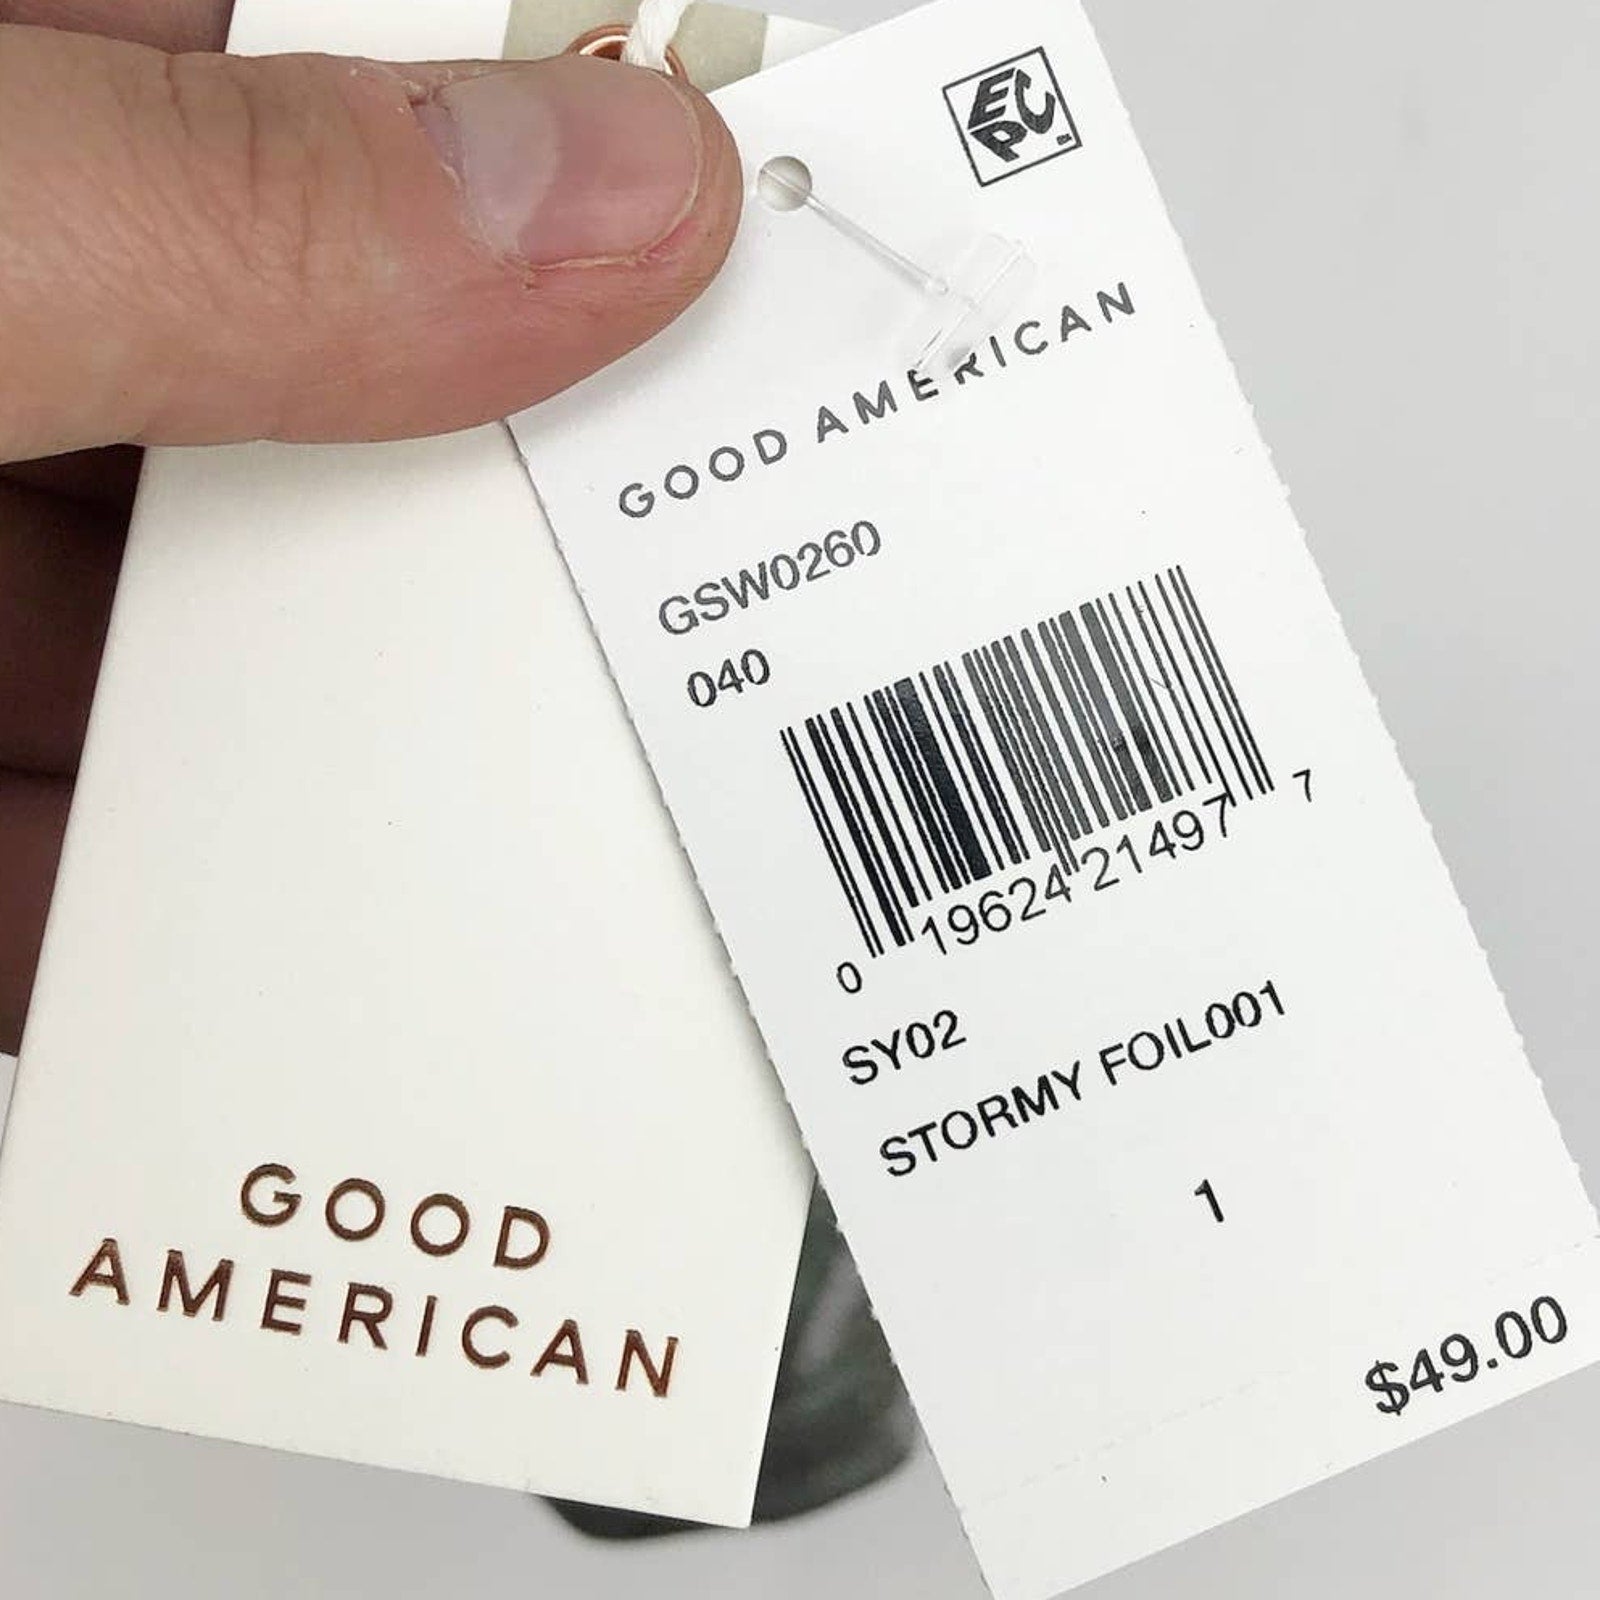 EPC
GOOD AMERICAN
GSW0260
040
0 19624 21497 7
SY02
STORMY FOIL001
1
$49.00
GOOD
AMERICAN